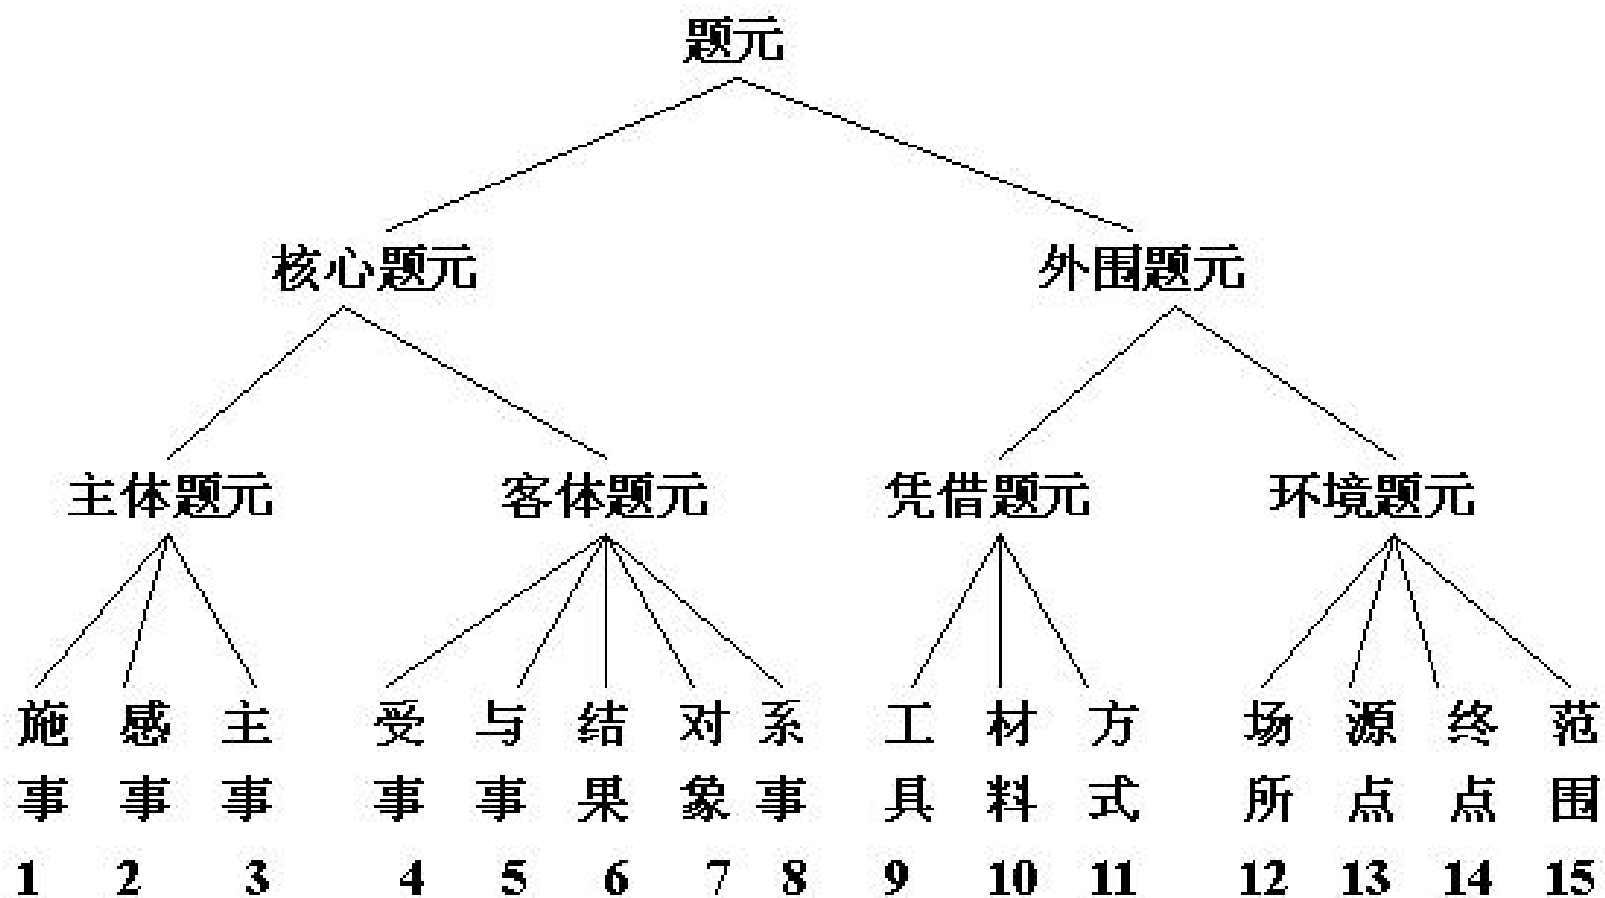 题元
核心题元 外围题元
主体题元 客体题元 凭借题元 环境题元
施 感 主 受 与 结 对 系 工 材 方 场 源 终 范
事 事 事 事 事 果 象 事 具 料 式 所 点 点 围
1 2 3 4 5 6 7 8 9 10 11 12 13 14 15